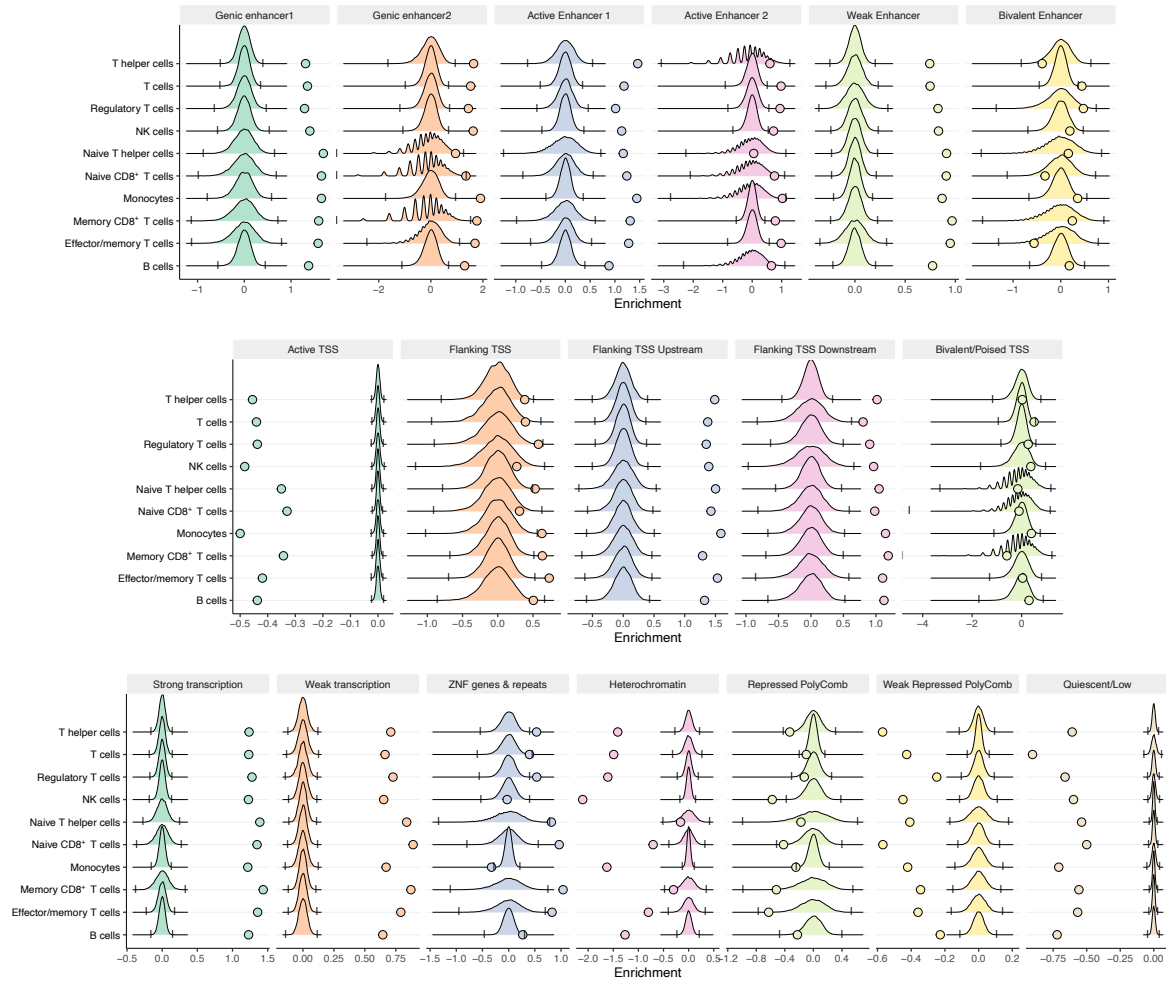 Genic enhancer1 Genic enhancer2 Active Enhancer 1 Active Enhancer 2 Weak Enhancer Bivalent Enhancer
T helper cells
T cells
Regulatory T cells
NK cells
Naive T helper cells
Naive CD8⁺ T cells
Monocytes
Memory CD8⁺ T cells
Effector/memory T cells
B cells
−1 0 1 −2 0 2 −1.0 −0.5 0.0 0.5 1.0 1.5 −3 −2 −1 0 1 2 0.0 0.5 1.0 −1 0 1
Enrichment
Active TSS Flanking TSS Flanking TSS Upstream Flanking TSS Downstream Bivalent/Poised TSS
T helper cells
T cells
Regulatory T cells
NK cells
Naive T helper cells
Naive CD8⁺ T cells
Monocytes
Memory CD8⁺ T cells
Effector/memory T cells
B cells
−0.5 −0.4 −0.3 −0.2 −0.1 0.0 −1.0 −0.5 0.0 0.5 −0.5 0.0 0.5 1.0 1.5 −1.0 −0.5 0.0 0.5 1.0 −4 −2 0
Enrichment
Strong transcription Weak transcription ZNF genes & repeats Heterochromatin Repressed PolyComb Weak Repressed PolyComb Quiescent/Low
T helper cells
T cells
Regulatory T cells
NK cells
Naive T helper cells
Naive CD8⁺ T cells
Monocytes
Memory CD8⁺ T cells
Effector/memory T cells
B cells
0.0 0.5 1.0 1.5 0.00 0.25 0.50 0.75 −1.5 −1.0 −0.5 0.0 0.5 1.0 −2.0 −1.5 −1.0 −0.5 0.0 0.5 −1.2 −0.8 −0.4 0.0 0.4 −0.6 −0.4 −0.2 0.0 0.2 −0.75 −0.50 −0.25 0.00
Enrichment